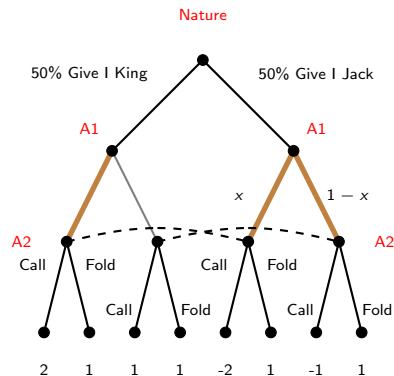 Nature
50% Give I King
50% Give I Jack
A1
A1
x
1 − x
A2
A2
Call
Fold
Call
Fold
Call
Fold
Call
Fold
2
1
1
1
-2
1
-1
1